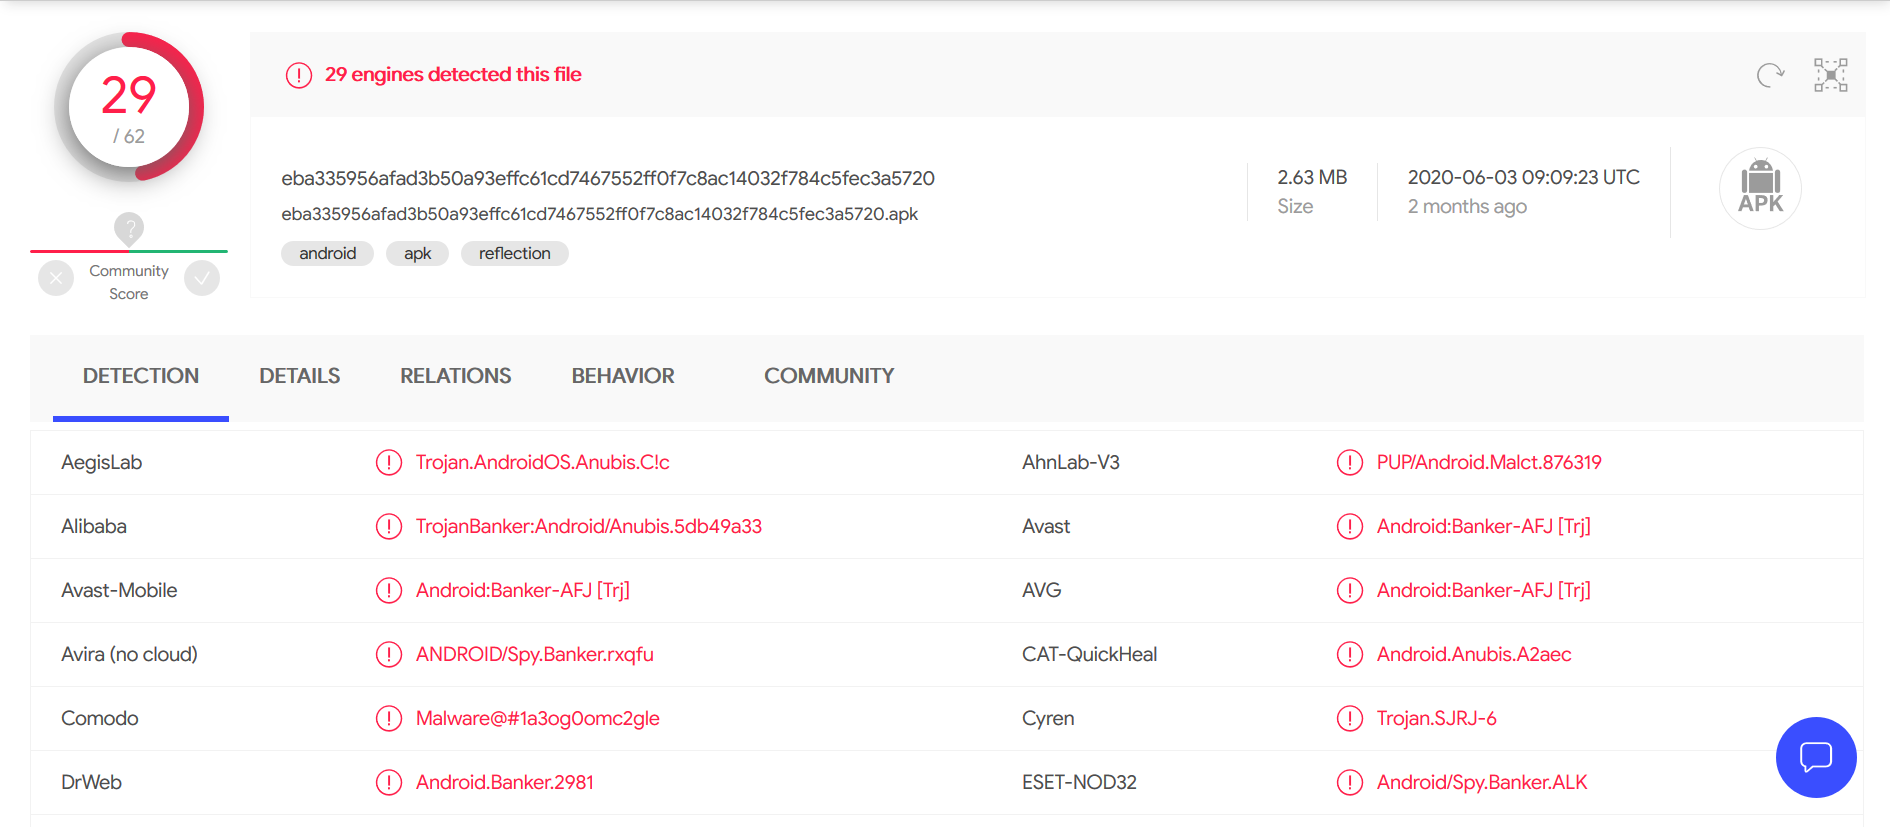 29
/ 62
?
Community
Score
29 engines detected this file
eba335956afad3b50a93effc61cd7467552ff0f7c8ac14032f784c5fec3a5720
eba335956afad3b50a93effc61cd7467552ff0f7c8ac14032f784c5fec3a5720.apk
android apk reflection
2.63 MB
Size
2020-06-03 09:09:23 UTC
2 months ago
APK
DETECTION DETAILS RELATIONS BEHAVIOR COMMUNITY
AegisLab Trojan.AndroidOS.Anubis.C!c AhnLab-V3 PUP/Android.Malct.876319
Alibaba TrojanBanker:Android/Anubis.5db49a33 Avast Android:Banker-AFJ [Trj]
Avast-Mobile Android:Banker-AFJ [Trj] AVG Android:Banker-AFJ [Trj]
Avira (no cloud) ANDROID/Spy.Banker.rxqfu CAT-QuickHeal Android.Anubis.A2aec
Comodo Malware@#1a3og0omc2gle Cyren Trojan.SJRJ-6
DrWeb Android.Banker.2981 ESET-NOD32 Android/Spy.Banker.ALK